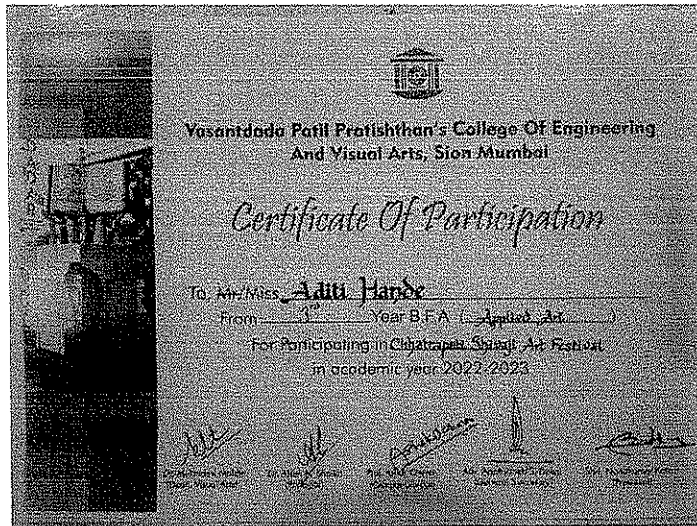 Vasantdada Patil Pratishthan's College Of Engineering
And Visual Arts, Sion Mumbai
Certificate Of Participation
To, Mr/Miss Aditi Hande
From 3rd Year B.F.A. ( Applied Art )
For Participating in Chhatrapati Shivaji Art Festival
in academic year 2022-2023